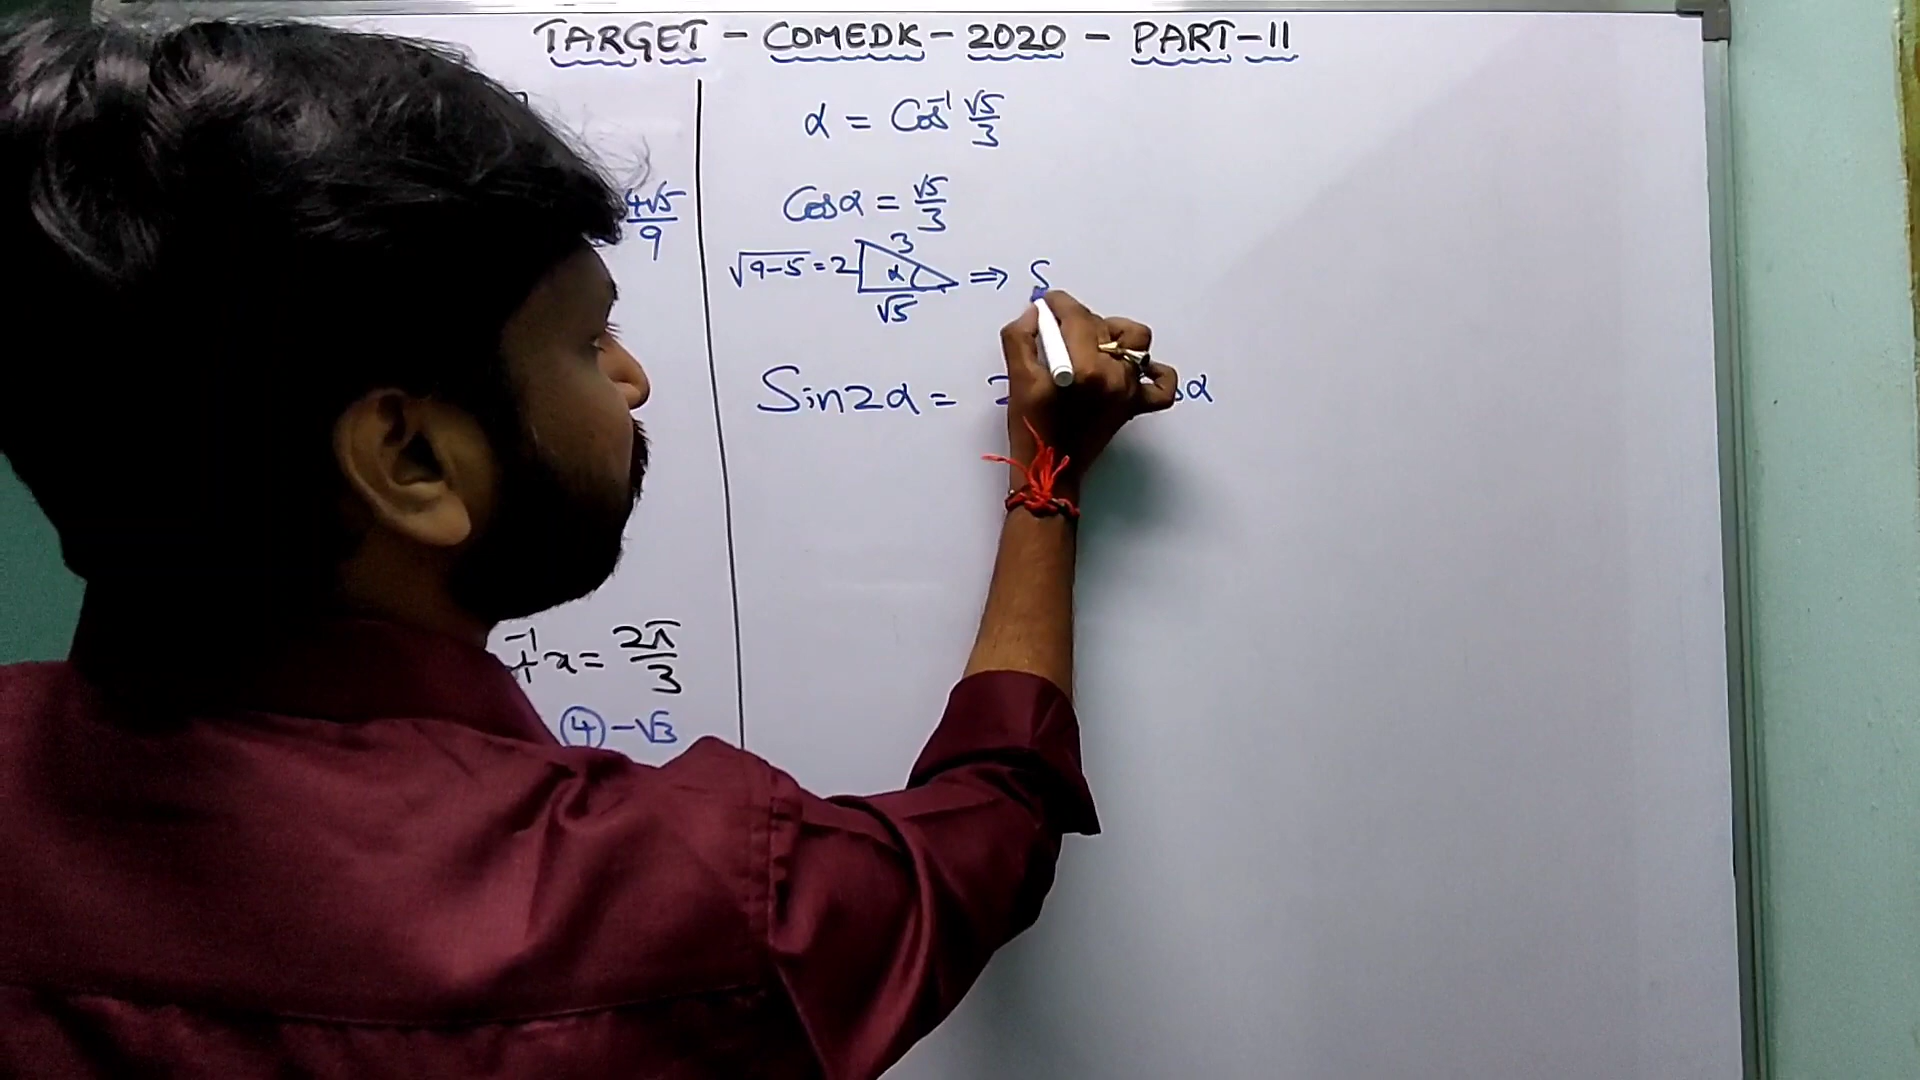 TARGET - COMEDK - 2020 - PART-11
4√5/9
x = 2π/3
④ -√3
α = Cos⁻¹ √5/3
Cosα = √5/3
√9-5 = 2 3 α √5 ⇒ S
Sin2α = 2 α